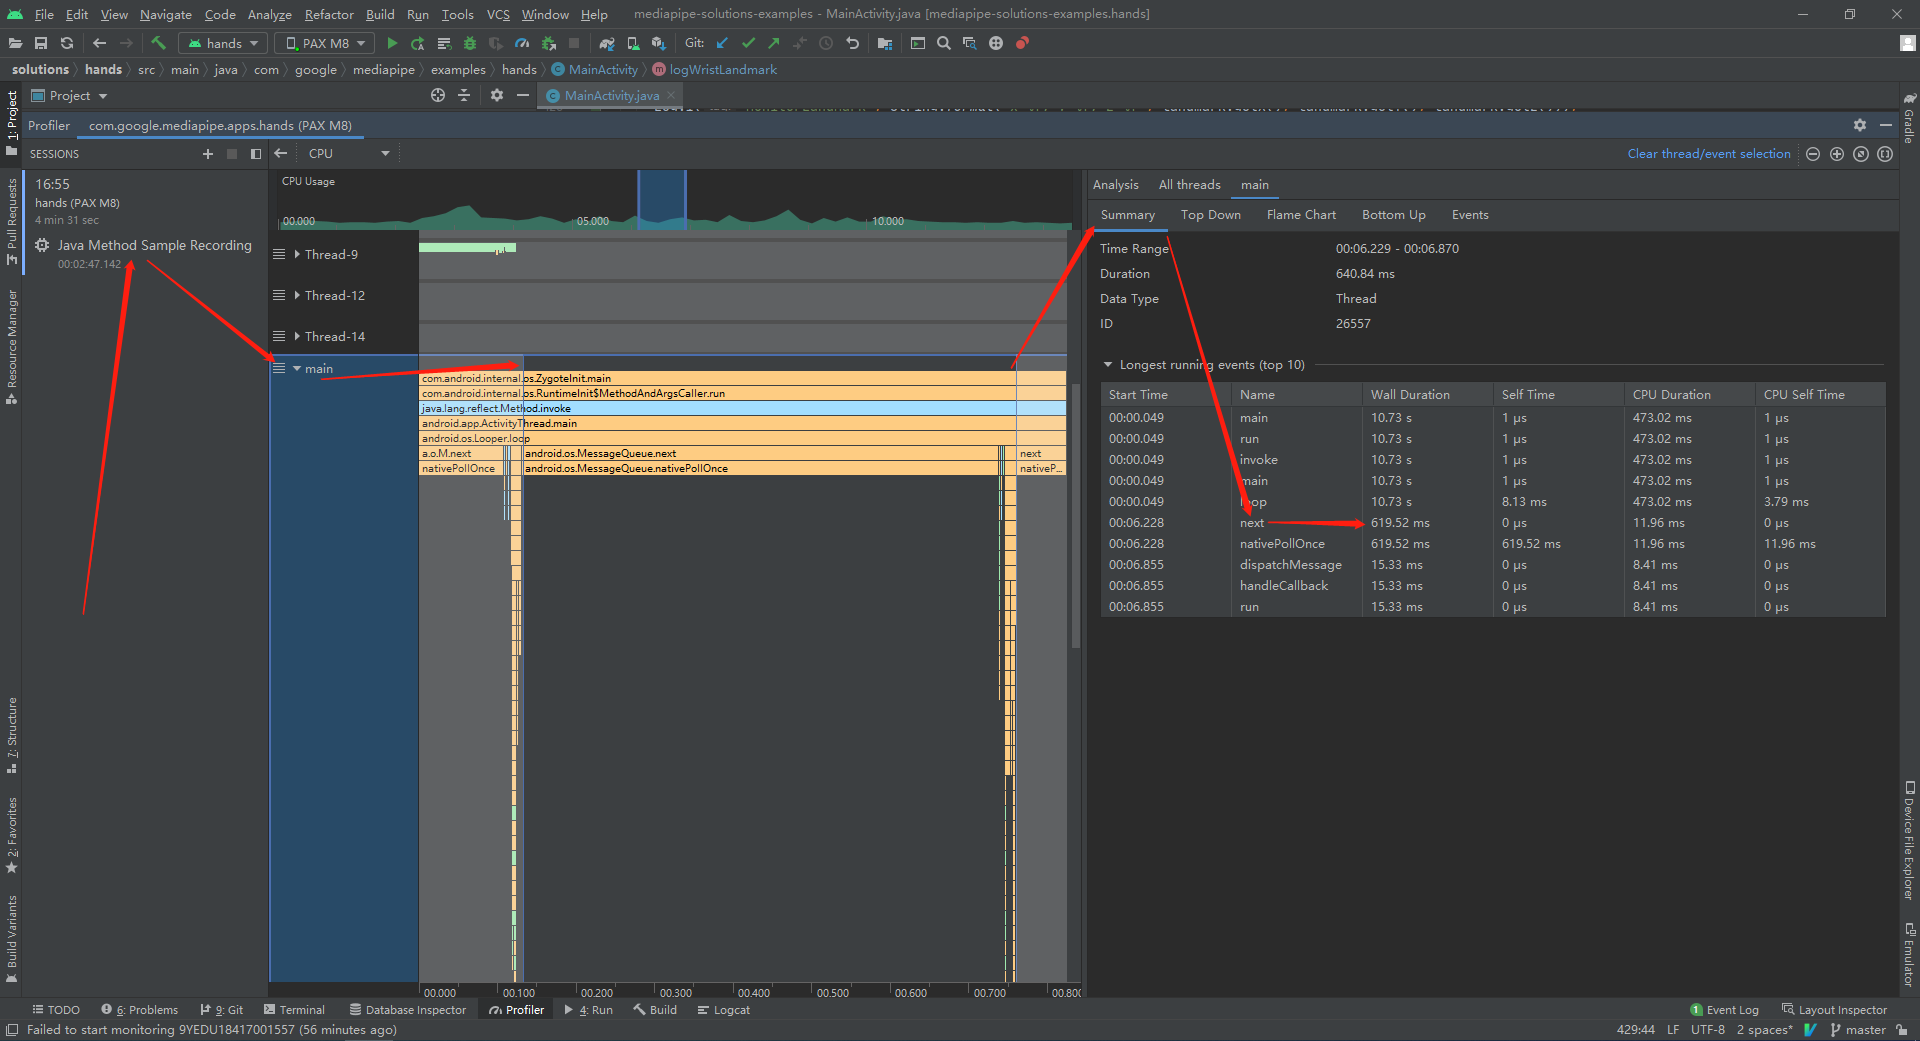 File Edit View Navigate Code Analyze Refactor Build Run Tools VCS Window Help mediapipe-solutions-examples - MainActivity.java [mediapipe-solutions-examples.hands]
hands PAX M8 Git:
solutions hands src main java com google mediapipe examples hands MainActivity logWristLandmark
Project MainActivity.java
Profiler com.google.mediapipe.apps.hands (PAX M8)
SESSIONS CPU Clear thread/event selection
16:55
hands (PAX M8)
4 min 31 sec
Java Method Sample Recording
00:02:47.142
CPU Usage
00.000 05.000 10.000
Thread-9
Thread-12
Thread-14
main
com.android.internal.os.ZygoteInit.main
com.android.internal.os.RuntimeInit$MethodAndArgsCaller.run
java.lang.reflect.Method.invoke
android.app.ActivityThread.main
android.os.Looper.loop
a.o.M.next android.os.MessageQueue.next next
nativePollOnce android.os.MessageQueue.nativePollOnce nativeP...
00.000 00.100 00.200 00.300 00.400 00.500 00.600 00.700 00.800
Analysis All threads main
Summary Top Down Flame Chart Bottom Up Events
Time Range 00:06.229 - 00:06.870
Duration 640.84 ms
Data Type Thread
ID 26557
Longest running events (top 10)
Start Time Name Wall Duration Self Time CPU Duration CPU Self Time
00:00.049 main 10.73 s 1 μs 473.02 ms 1 μs
00:00.049 run 10.73 s 1 μs 473.02 ms 1 μs
00:00.049 invoke 10.73 s 1 μs 473.02 ms 1 μs
00:00.049 main 10.73 s 1 μs 473.02 ms 1 μs
00:00.049 loop 10.73 s 8.13 ms 473.02 ms 3.79 ms
00:06.228 next 619.52 ms 0 μs 11.96 ms 0 μs
00:06.228 nativePollOnce 619.52 ms 619.52 ms 11.96 ms 11.96 ms
00:06.855 dispatchMessage 15.33 ms 0 μs 8.41 ms 0 μs
00:06.855 handleCallback 15.33 ms 0 μs 8.41 ms 0 μs
00:06.855 run 15.33 ms 0 μs 8.41 ms 0 μs
1: Project
Pull Requests
Resource Manager
7: Structure
2: Favorites
Build Variants
Gradle
Device File Explorer
Emulator
TODO 6: Problems 9: Git Terminal Database Inspector Profiler 4: Run Build Logcat 1 Event Log Layout Inspector
Failed to start monitoring 9YEDU18417001557 (56 minutes ago) 429:44 LF UTF-8 2 spaces* master